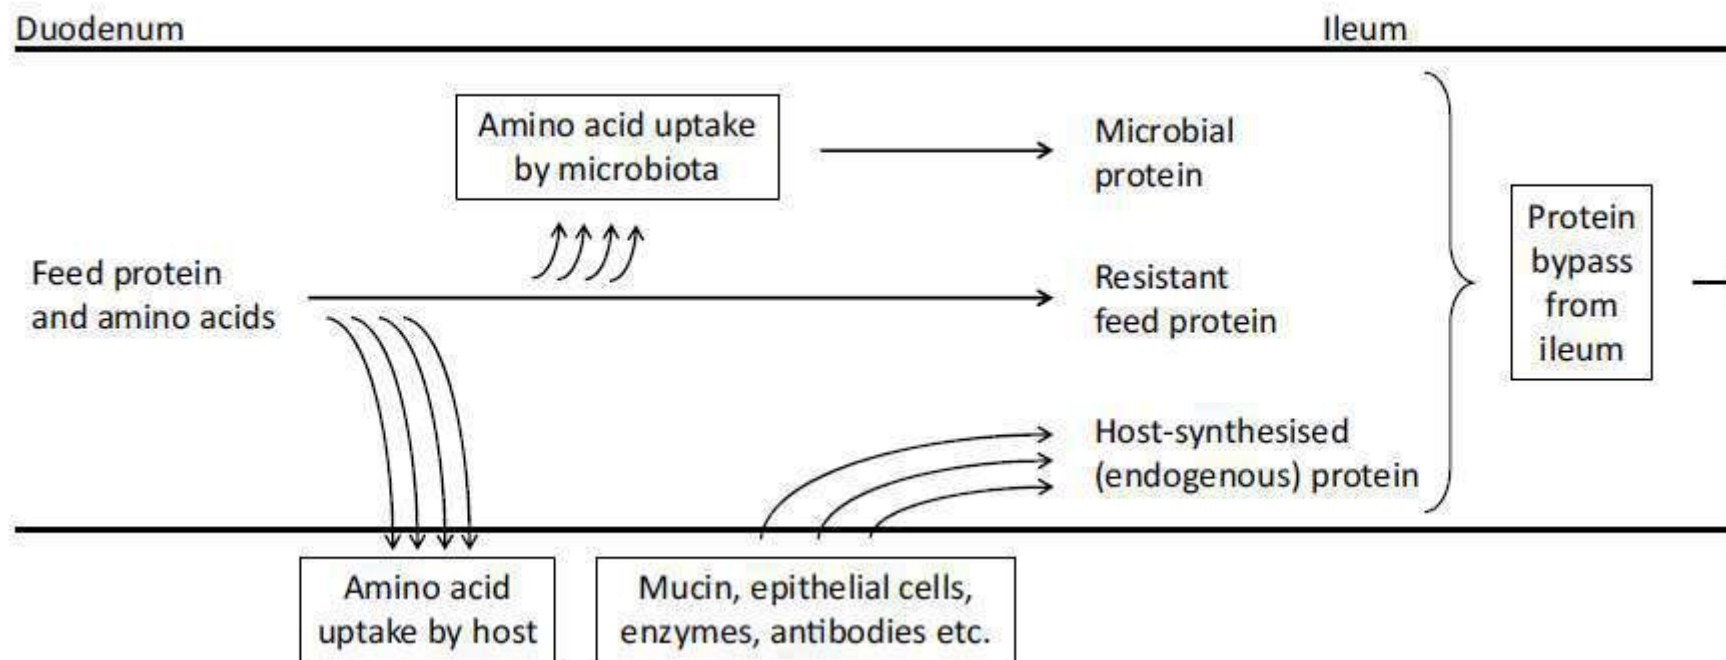 Duodenum
Ileum
Amino acid uptake
by microbiota
Microbial
protein
Feed protein
and amino acids
Resistant
feed protein
Host-synthesised
(endogenous) protein
Protein
bypass
from
ileum
Amino acid
uptake by host
Mucin, epithelial cells,
enzymes, antibodies etc.